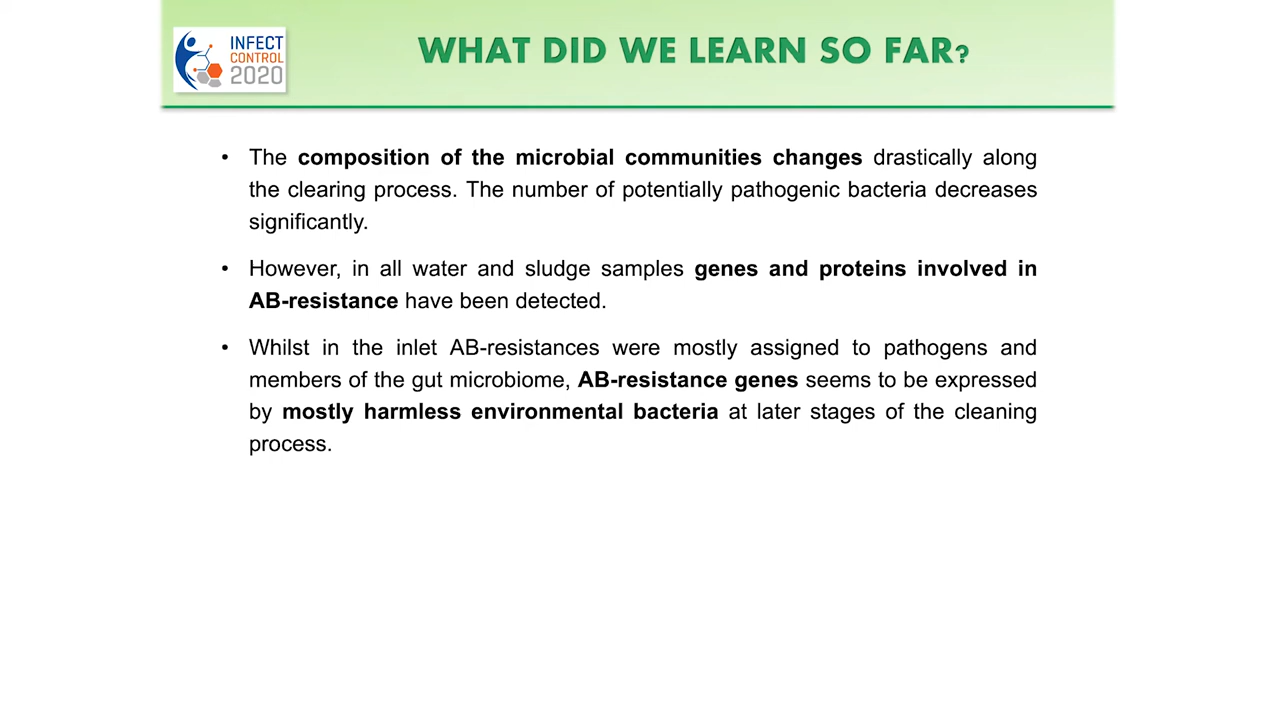 INFECT
CONTROL
2020
WHAT DID WE LEARN SO FAR?
• The composition of the microbial communities changes drastically along
the clearing process. The number of potentially pathogenic bacteria decreases
significantly.
• However, in all water and sludge samples genes and proteins involved in
AB-resistance have been detected.
• Whilst in the inlet AB-resistances were mostly assigned to pathogens and
members of the gut microbiome, AB-resistance genes seems to be expressed
by mostly harmless environmental bacteria at later stages of the cleaning
process.